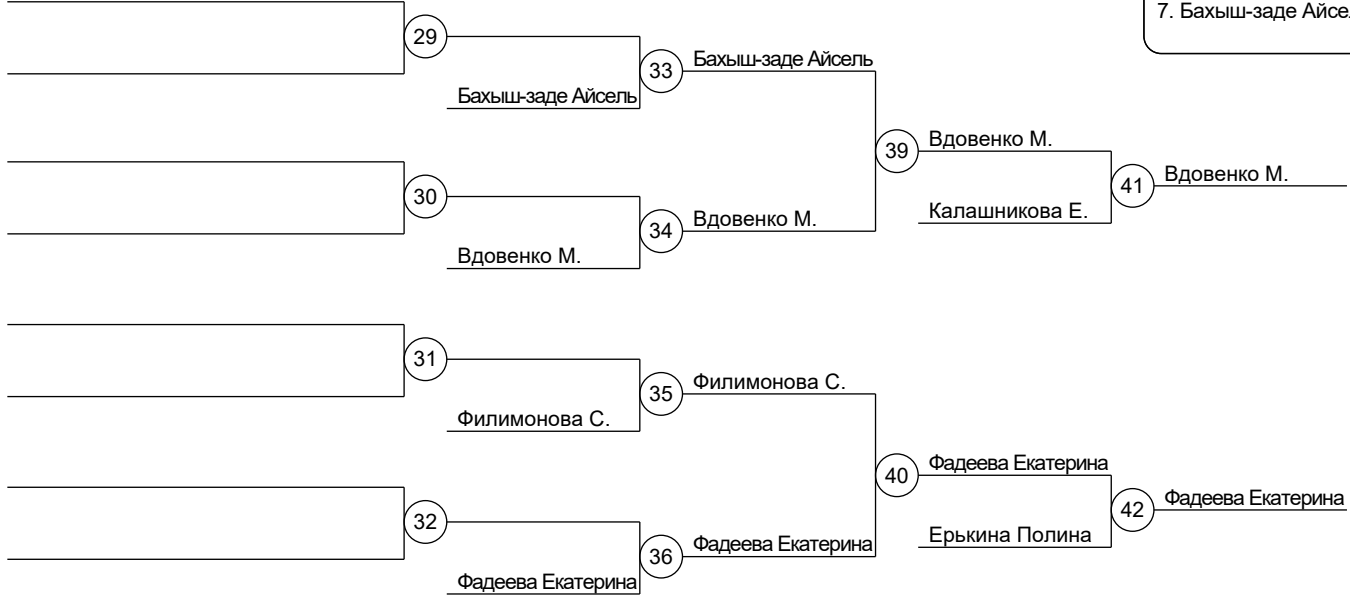 7. Бахыш-заде Айсель
29
33
Бахыш-заде Айсель
Бахыш-заде Айсель
39
Вдовенко М.
41
Вдовенко М.
30
34
Вдовенко М.
Калашникова Е.
Вдовенко М.
31
35
Филимонова С.
Филимонова С.
40
Фадеева Екатерина
42
Фадеева Екатерина
32
36
Фадеева Екатерина
Ерькина Полина
Фадеева Екатерина